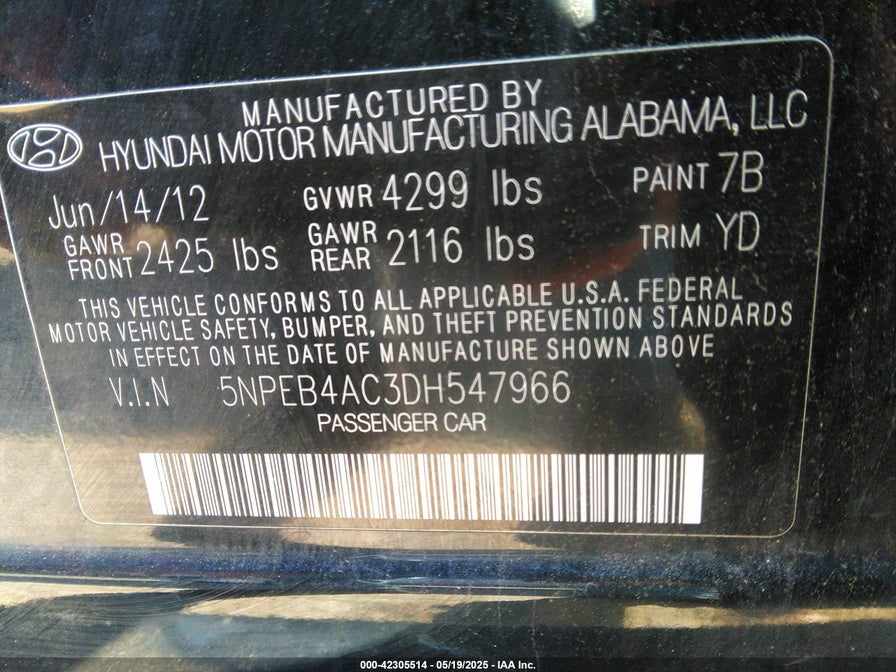 MANUFACTURED BY
HYUNDAI MOTOR MANUFACTURING ALABAMA, LLC
Jun/14/12 GVWR 4299 lbs PAINT 7B
GAWR FRONT 2425 lbs GAWR REAR 2116 lbs TRIM YD
THIS VEHICLE CONFORMS TO ALL APPLICABLE U.S.A. FEDERAL
MOTOR VEHICLE SAFETY, BUMPER, AND THEFT PREVENTION STANDARDS
IN EFFECT ON THE DATE OF MANUFACTURE SHOWN ABOVE
V.I.N 5NPEB4AC3DH547966
PASSENGER CAR
000-42305514 - 05/19/2025 - IAA Inc.